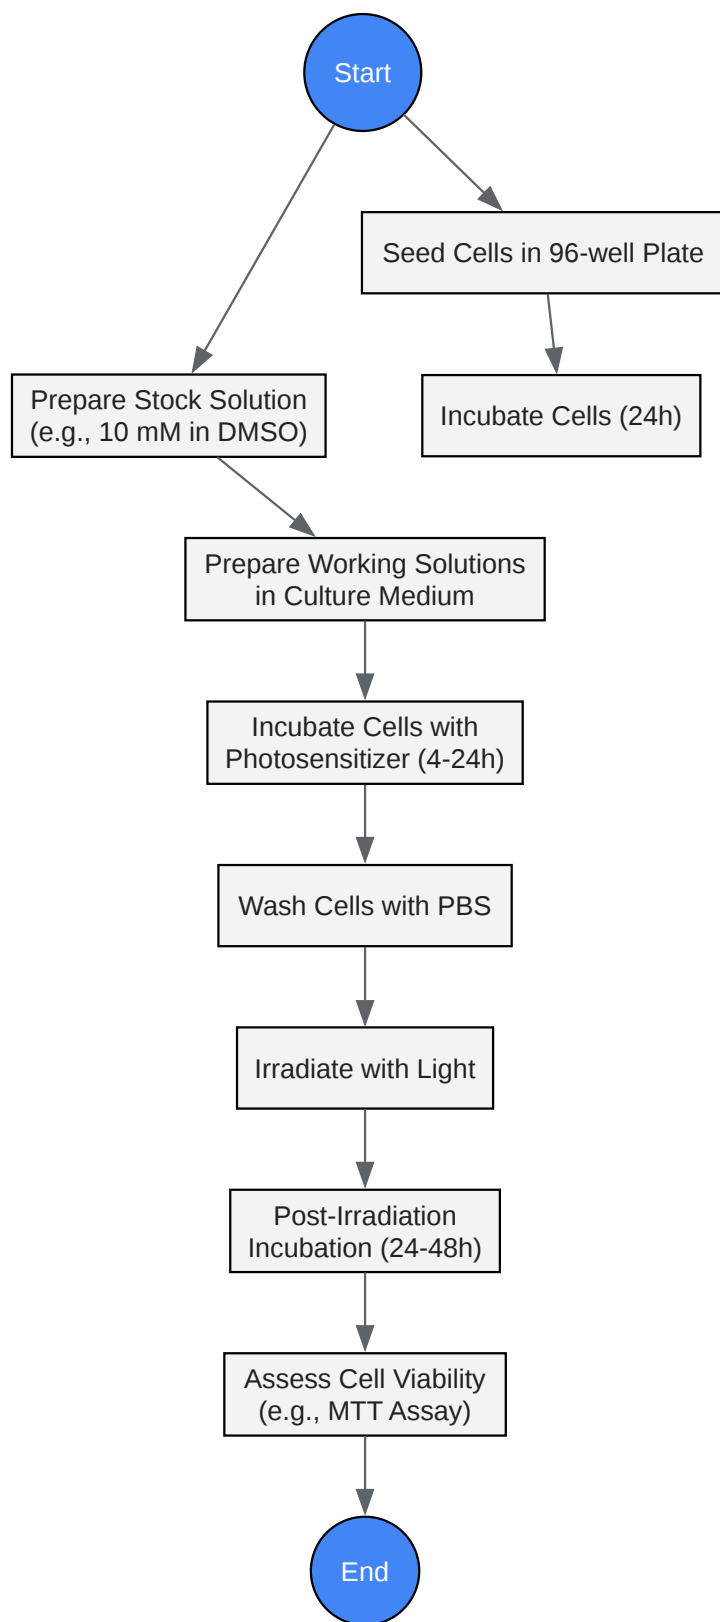 Start
Seed Cells in 96-well Plate
Prepare Stock Solution
(e.g., 10 mM in DMSO)
Incubate Cells (24h)
Prepare Working Solutions
in Culture Medium
Incubate Cells with
Photosensitizer (4-24h)
Wash Cells with PBS
Irradiate with Light
Post-Irradiation
Incubation (24-48h)
Assess Cell Viability
(e.g., MTT Assay)
End